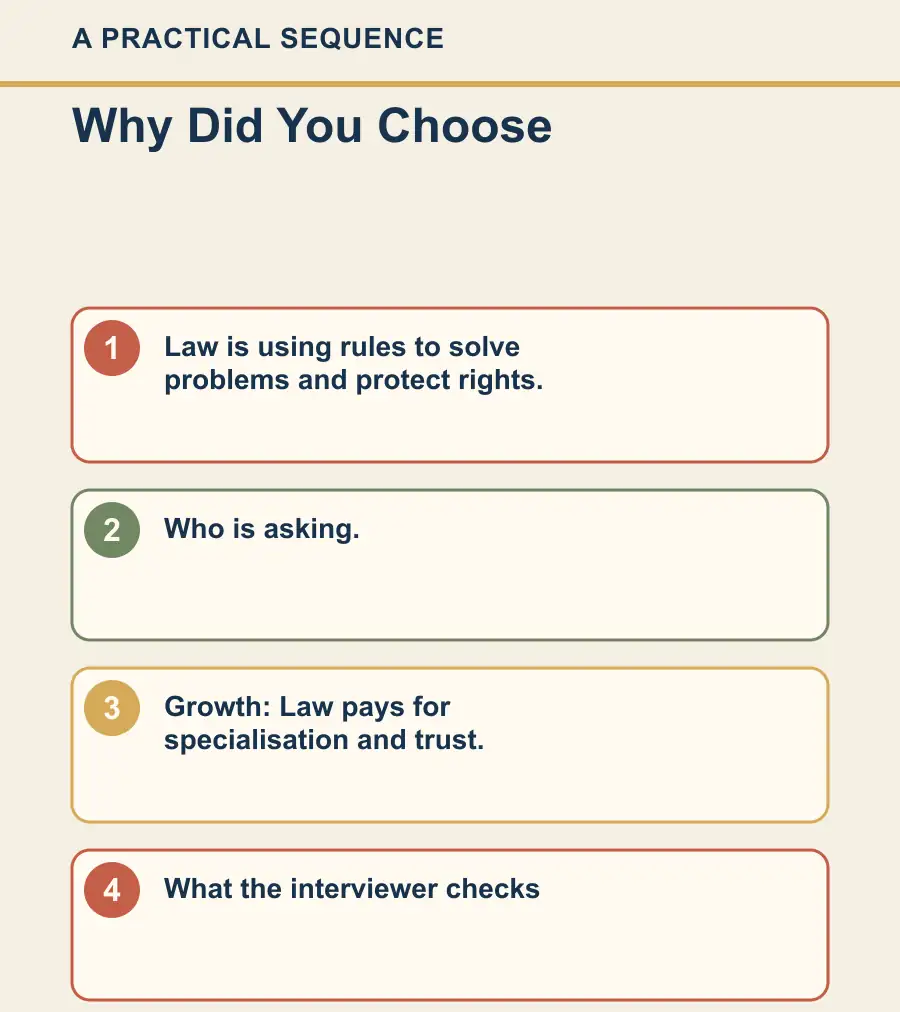 A PRACTICAL SEQUENCE
Why Did You Choose
1
Law is using rules to solve
problems and protect rights.
2
Who is asking.
3
Growth: Law pays for
specialisation and trust.
4
What the interviewer checks